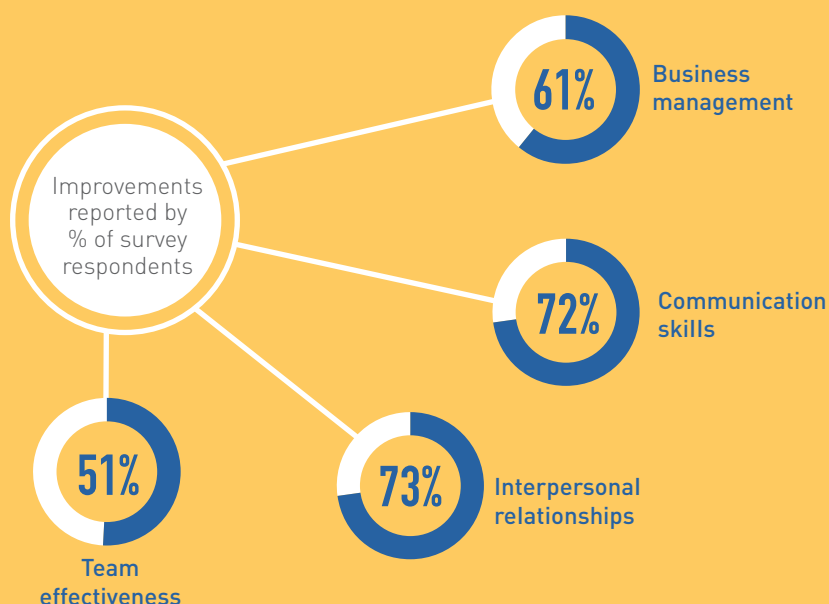 61%
Business
management
Improvements
reported by
% of survey
respondents
72%
Communication
skills
51%
Team
effectiveness
73%
Interpersonal
relationships